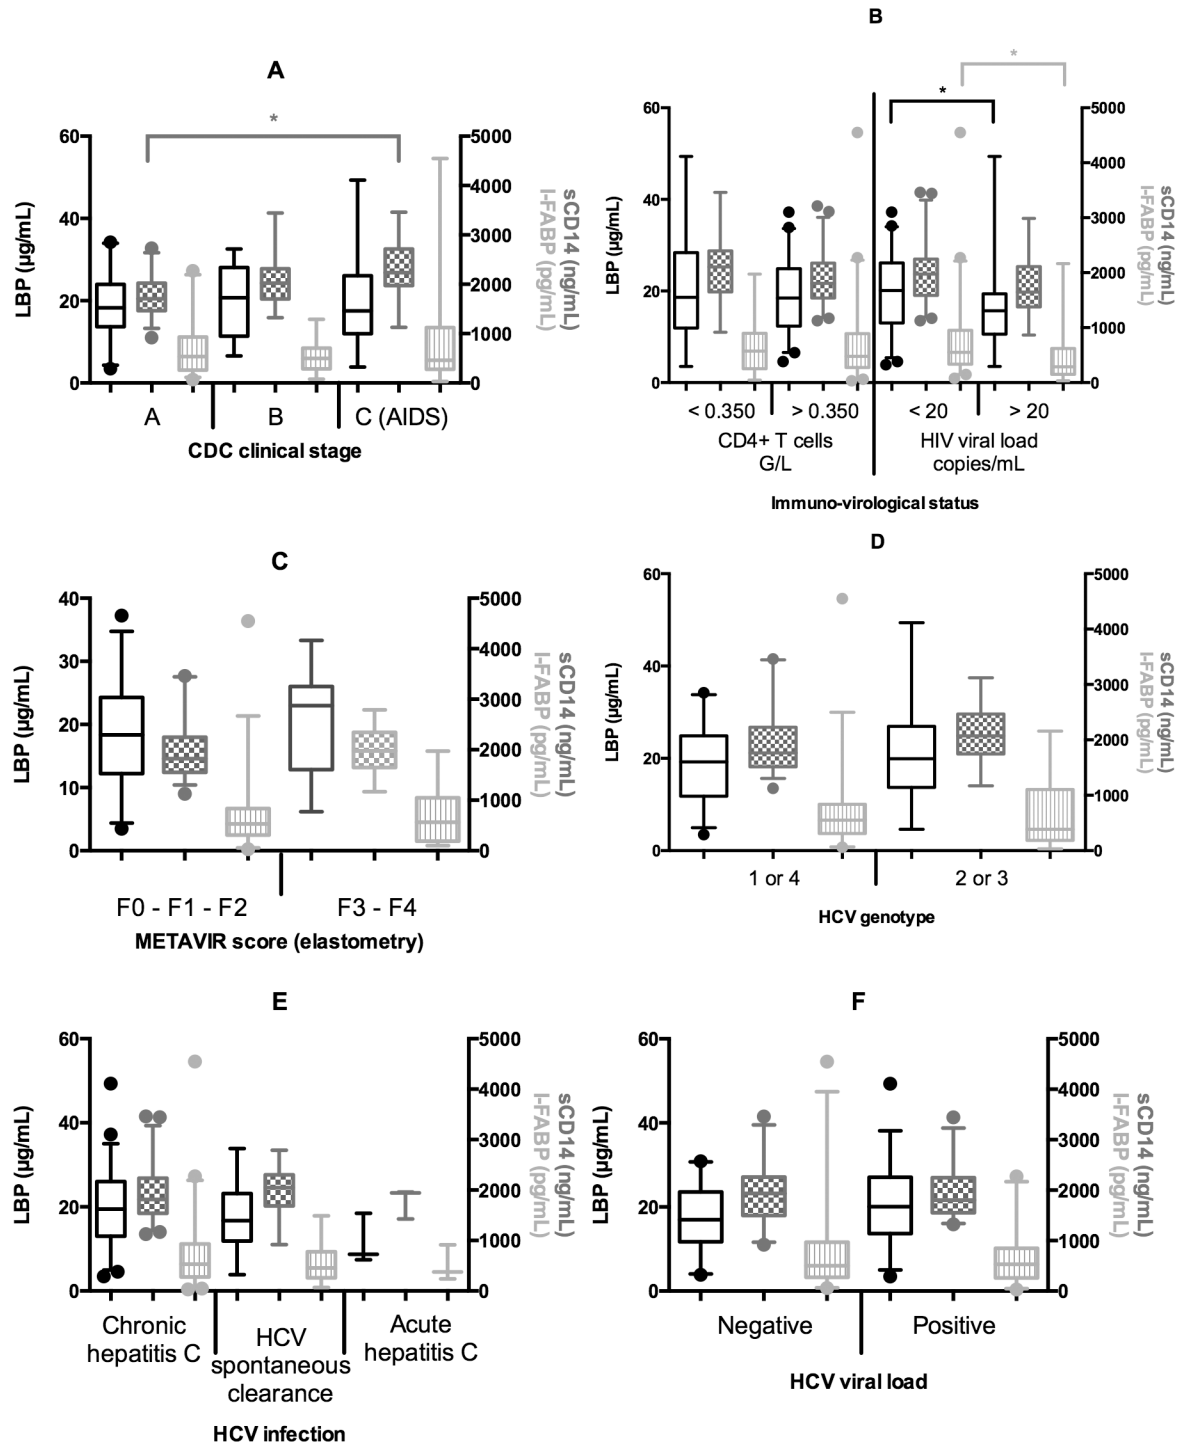 A
*
60
40
20
0
LBP (µg/mL)
5000
4000
3000
2000
1000
0
sCD14 (ng/mL)
I-FABP (pg/mL)
A
B
C (AIDS)
CDC clinical stage
B
*
*
60
40
20
0
LBP (µg/mL)
5000
4000
3000
2000
1000
0
sCD14 (ng/mL)
I-FABP (pg/mL)
< 0.350
> 0.350
< 20
> 20
CD4+ T cells
G/L
HIV viral load
copies/mL
Immuno-virological status
C
40
30
20
10
0
LBP (µg/mL)
5000
4000
3000
2000
1000
0
sCD14 (ng/mL)
I-FABP (pg/mL)
F0 - F1 - F2
F3 - F4
METAVIR score (elastometry)
D
60
40
20
0
LBP (µg/mL)
5000
4000
3000
2000
1000
0
sCD14 (ng/mL)
I-FABP (pg/mL)
1 or 4
2 or 3
HCV genotype
E
60
40
20
0
LBP (µg/mL)
5000
4000
3000
2000
1000
0
sCD14 (ng/mL)
I-FABP (pg/mL)
Chronic
hepatitis C
HCV
spontaneous
clearance
Acute
hepatitis C
HCV infection
F
60
40
20
0
LBP (µg/mL)
5000
4000
3000
2000
1000
0
sCD14 (ng/mL)
I-FABP (pg/mL)
Negative
Positive
HCV viral load